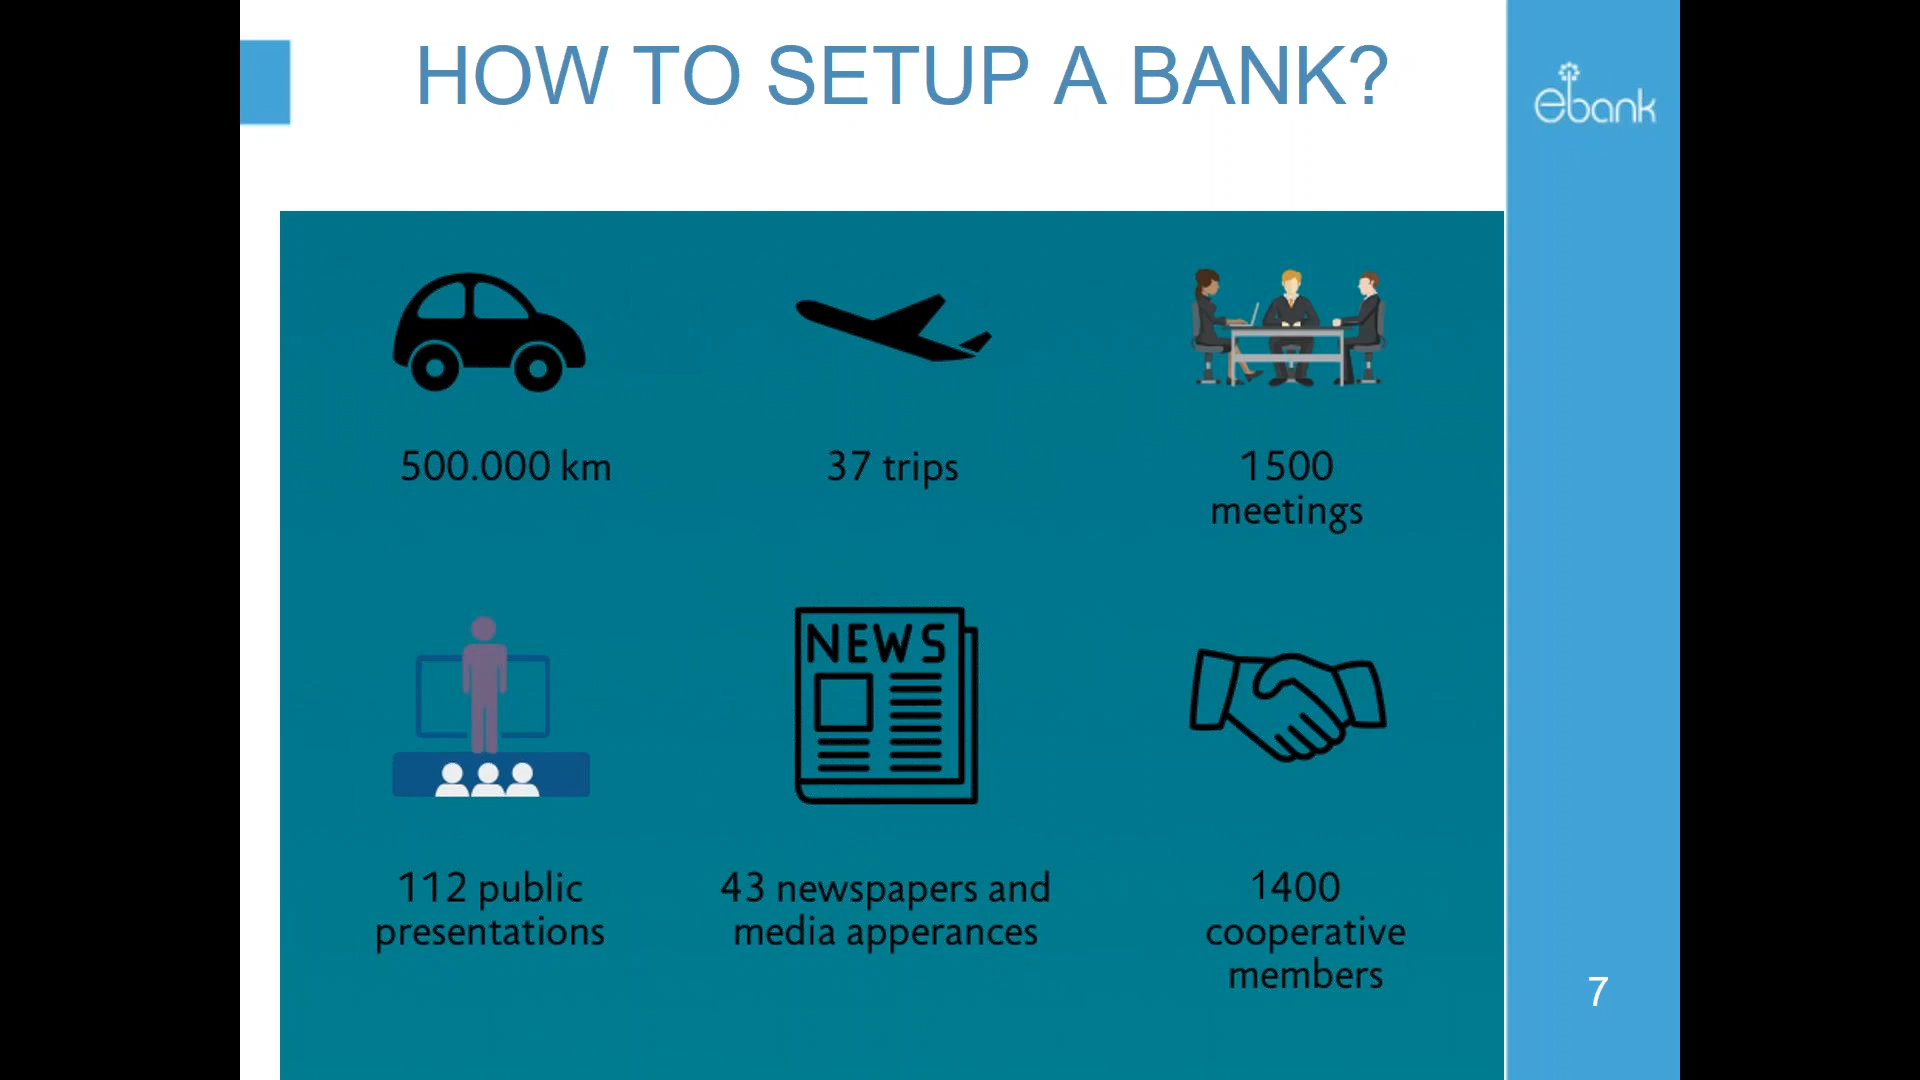 HOW TO SETUP A BANK?
ebank
500.000 km
37 trips
1500
meetings
NEWS
112 public
presentations
43 newspapers and
media apperances
1400
cooperative
members
7